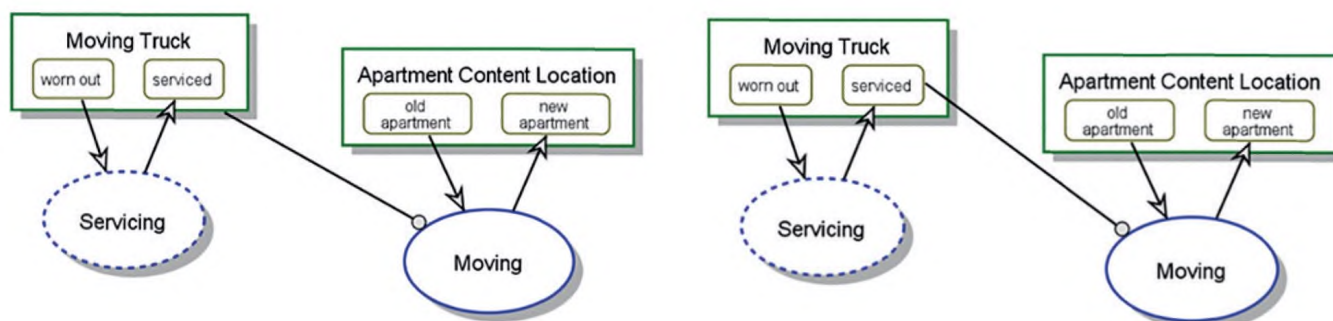 Moving Truck
worn out
serviced
Apartment Content Location
old
apartment
new
apartment
Servicing
Moving
Moving Truck
worn out
serviced
Apartment Content Location
old
apartment
new
apartment
Servicing
Moving